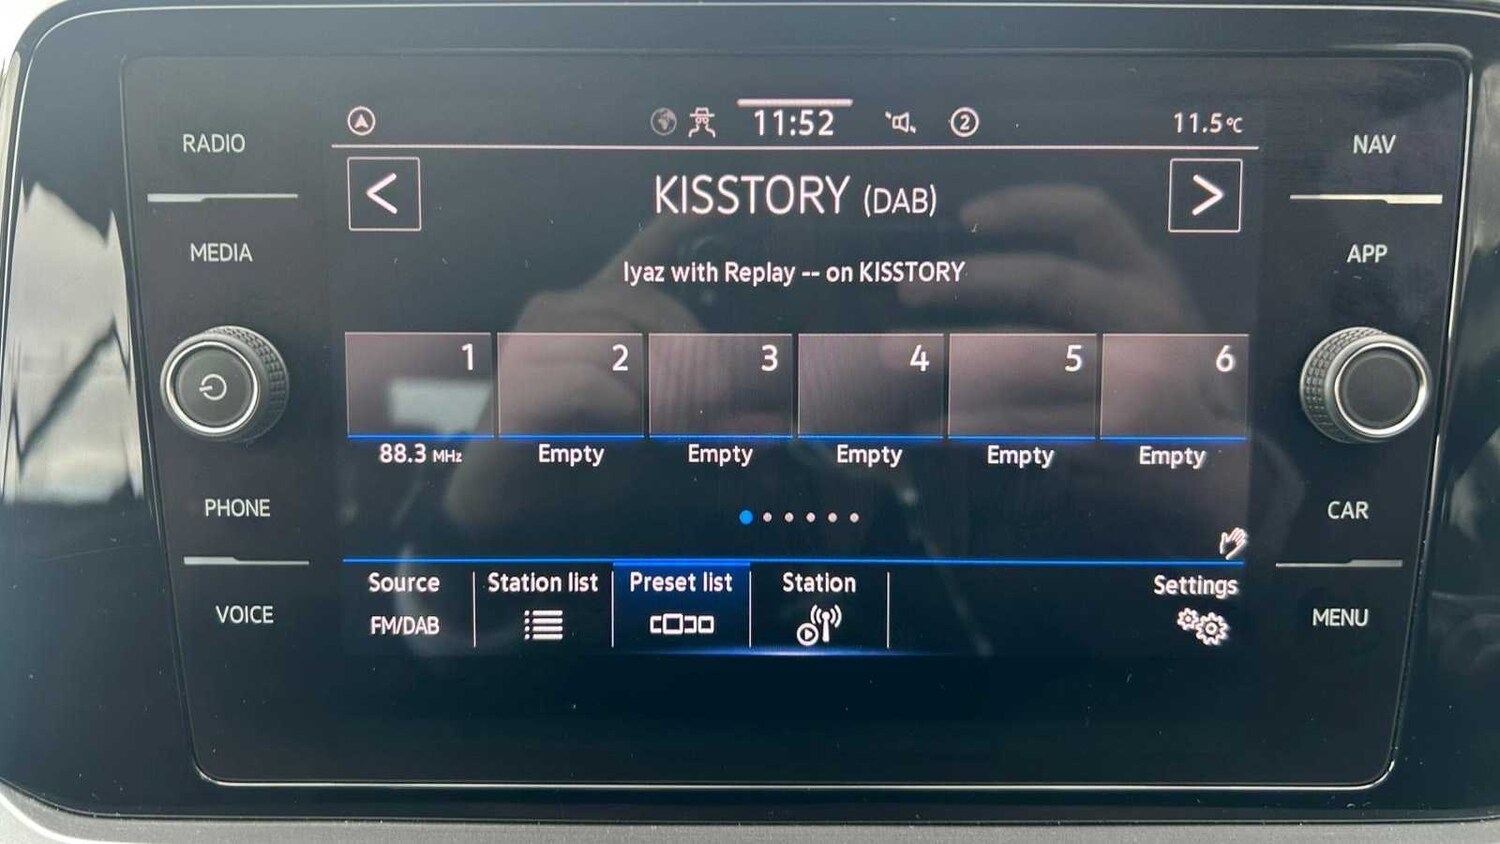 RADIO
MEDIA
PHONE
VOICE
11:52
2
11.5°C
<
KISSTORY (DAB)
>
Iyaz with Replay -- on KISSTORY
1 2 3 4 5 6
88.3 MHz Empty Empty Empty Empty Empty
Source Station list Preset list Station Settings
FM/DAB
NAV
APP
CAR
MENU